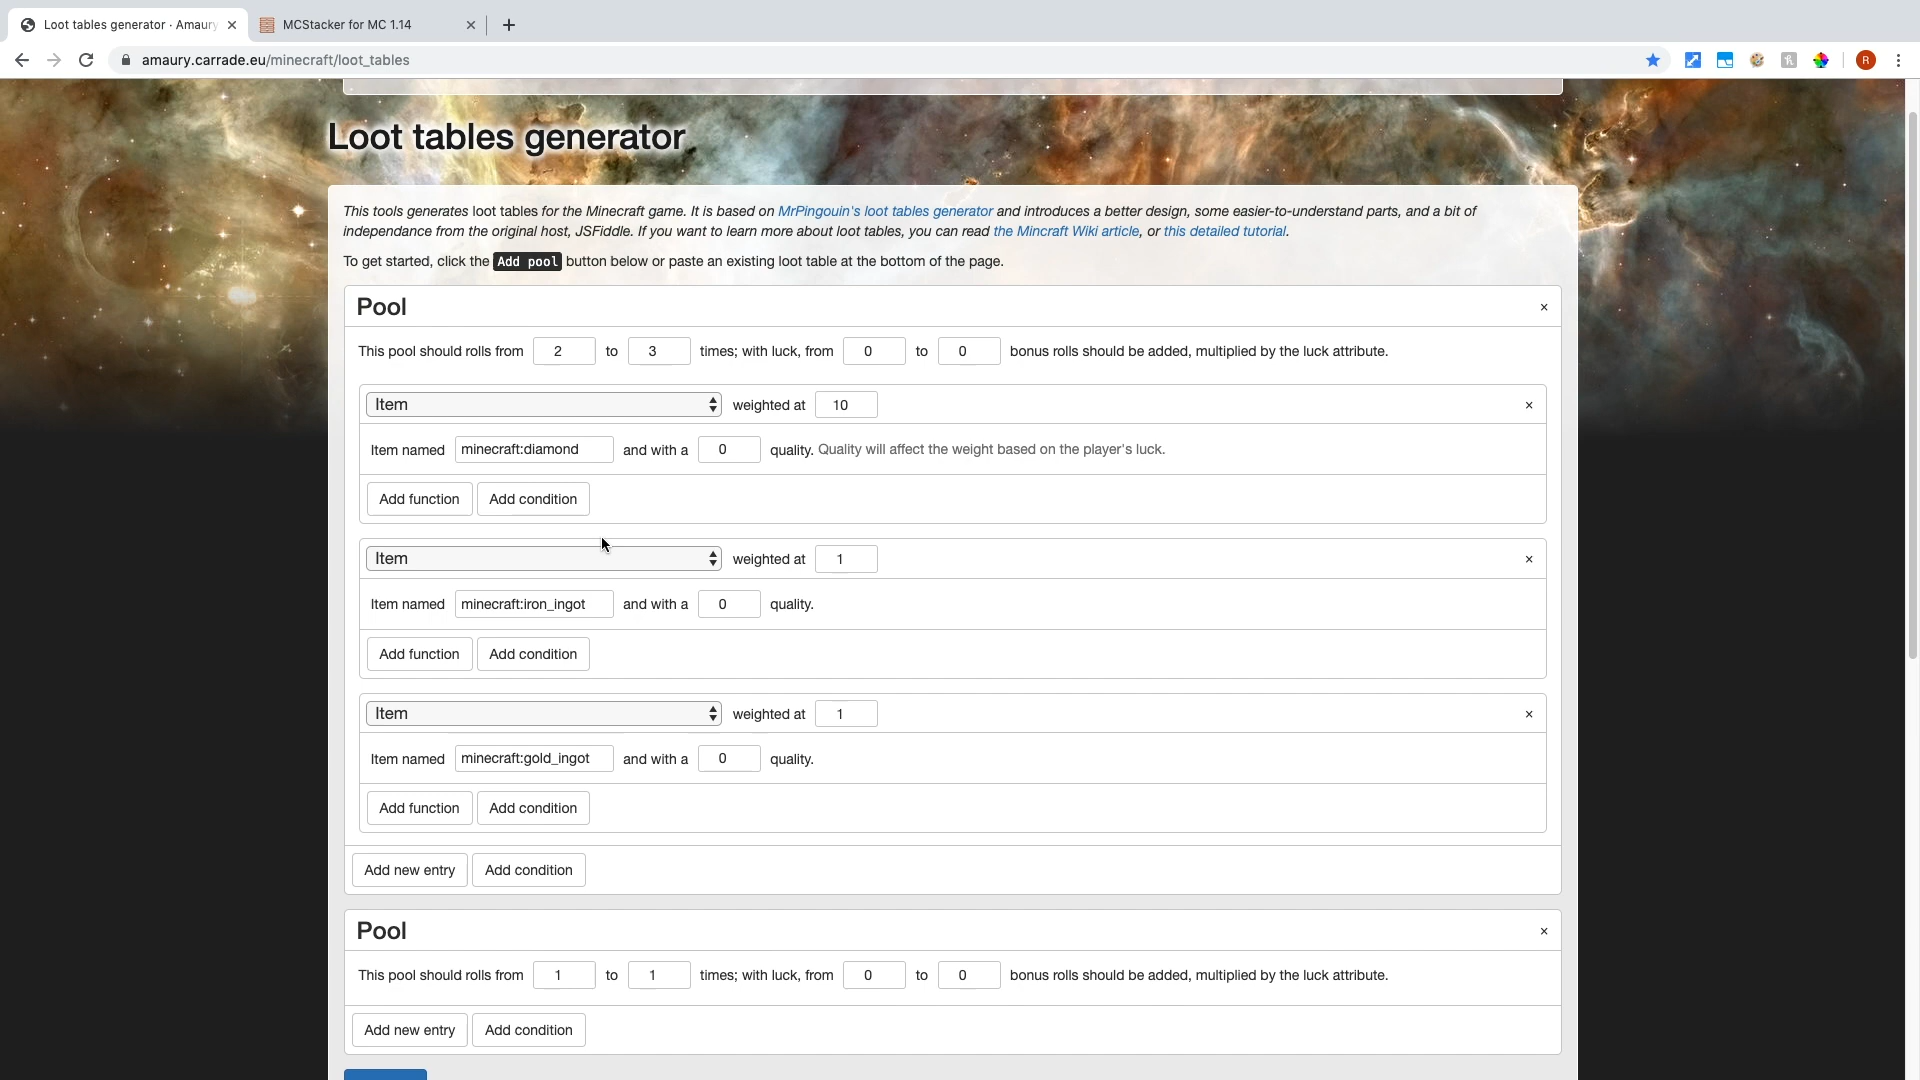 Loot tables generator · Amaury
MCStacker for MC 1.14
amaury.carrade.eu/minecraft/loot_tables
R
Loot tables generator
This tools generates loot tables for the Minecraft game. It is based on MrPingouin's loot tables generator and introduces a better design, some easier-to-understand parts, and a bit of
independance from the original host, JSFiddle. If you want to learn more about loot tables, you can read the Mincraft Wiki article, or this detailed tutorial.
To get started, click the Add pool button below or paste an existing loot table at the bottom of the page.
Pool ×
This pool should rolls from 2 to 3 times; with luck, from 0 to 0 bonus rolls should be added, multiplied by the luck attribute.
Item weighted at 10 ×
Item named minecraft:diamond and with a 0 quality. Quality will affect the weight based on the player's luck.
Add function Add condition
Item weighted at 1 ×
Item named minecraft:iron_ingot and with a 0 quality.
Add function Add condition
Item weighted at 1 ×
Item named minecraft:gold_ingot and with a 0 quality.
Add function Add condition
Add new entry Add condition
Pool ×
This pool should rolls from 1 to 1 times; with luck, from 0 to 0 bonus rolls should be added, multiplied by the luck attribute.
Add new entry Add condition